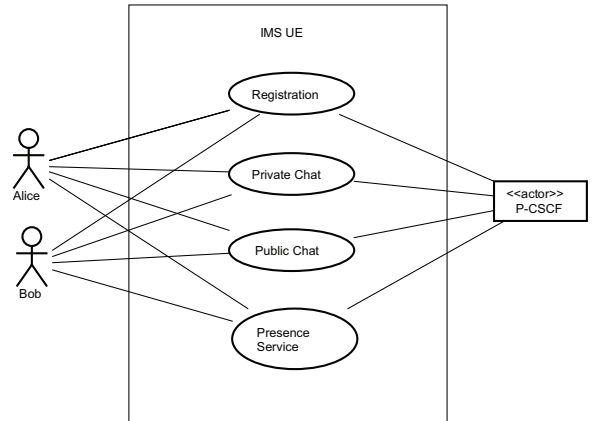 IMS UE
Registration
Alice
Private Chat
<<actor>>
P-CSCF
Public Chat
Bob
Presence
Service